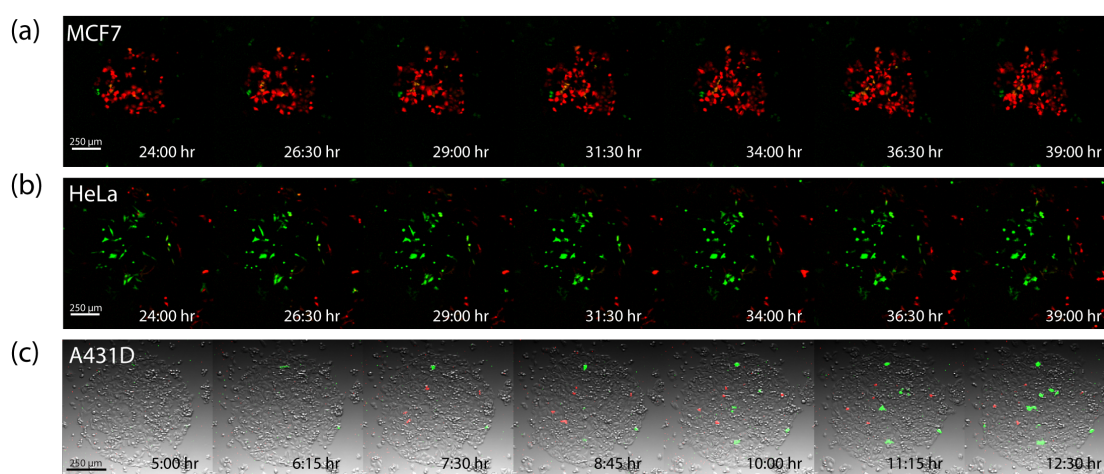 (a)
MCF7
250 µm
24:00 hr 26:30 hr 29:00 hr 31:30 hr 34:00 hr 36:30 hr 39:00 hr
(b)
HeLa
250 µm
24:00 hr 26:30 hr 29:00 hr 31:30 hr 34:00 hr 36:30 hr 39:00 hr
(c)
A431D
250 µm
5:00 hr 6:15 hr 7:30 hr 8:45 hr 10:00 hr 11:15 hr 12:30 hr